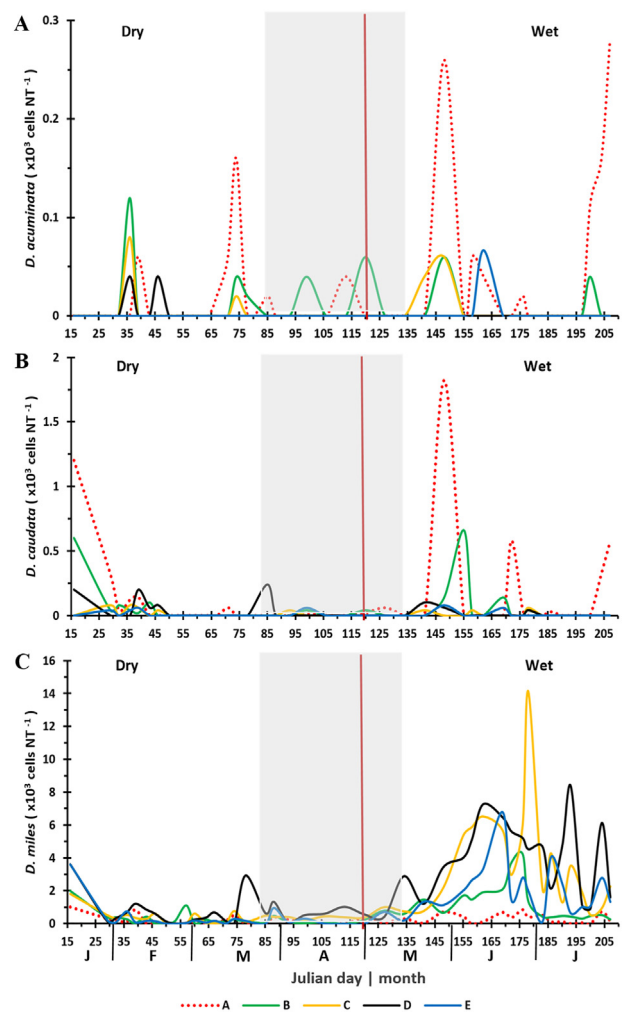 A
Dry
Wet
D. acuminata ( x10³ cells NT ⁻¹ )
0.3
0.2
0.1
0
15 25 35 45 55 65 75 85 95 105 115 125 135 145 155 165 175 185 195 205
B
Dry
Wet
D. caudata ( x10³ cells NT ⁻¹ )
2
1.5
1
0.5
0
15 25 35 45 55 65 75 85 95 105 115 125 135 145 155 165 175 185 195 205
C
Dry
Wet
D. miles ( x10³ cells NT ⁻¹ )
16
14
12
10
8
6
4
2
0
15 25 35 45 55 65 75 85 95 105 115 125 135 145 155 165 175 185 195 205
J F M A M J J
Julian day | month
A B C D E